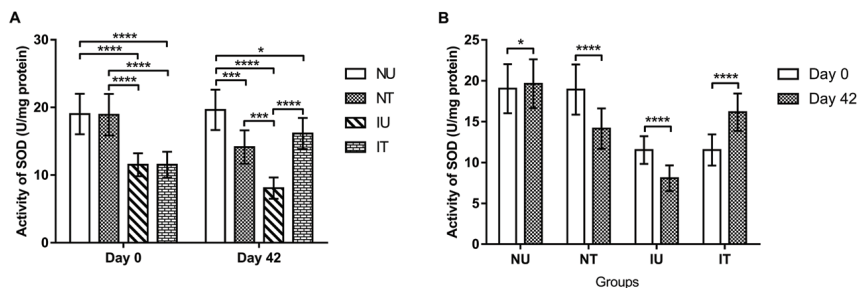 A
Activity of SOD (U/mg protein)
30
20
10
0
****
****
****
****
*
****
***
***
****
Day 0
Day 42
NU
NT
IU
IT
B
Activity of SOD (U/mg protein)
25
20
15
10
5
0
*
****
****
****
NU
NT
IU
IT
Groups
Day 0
Day 42